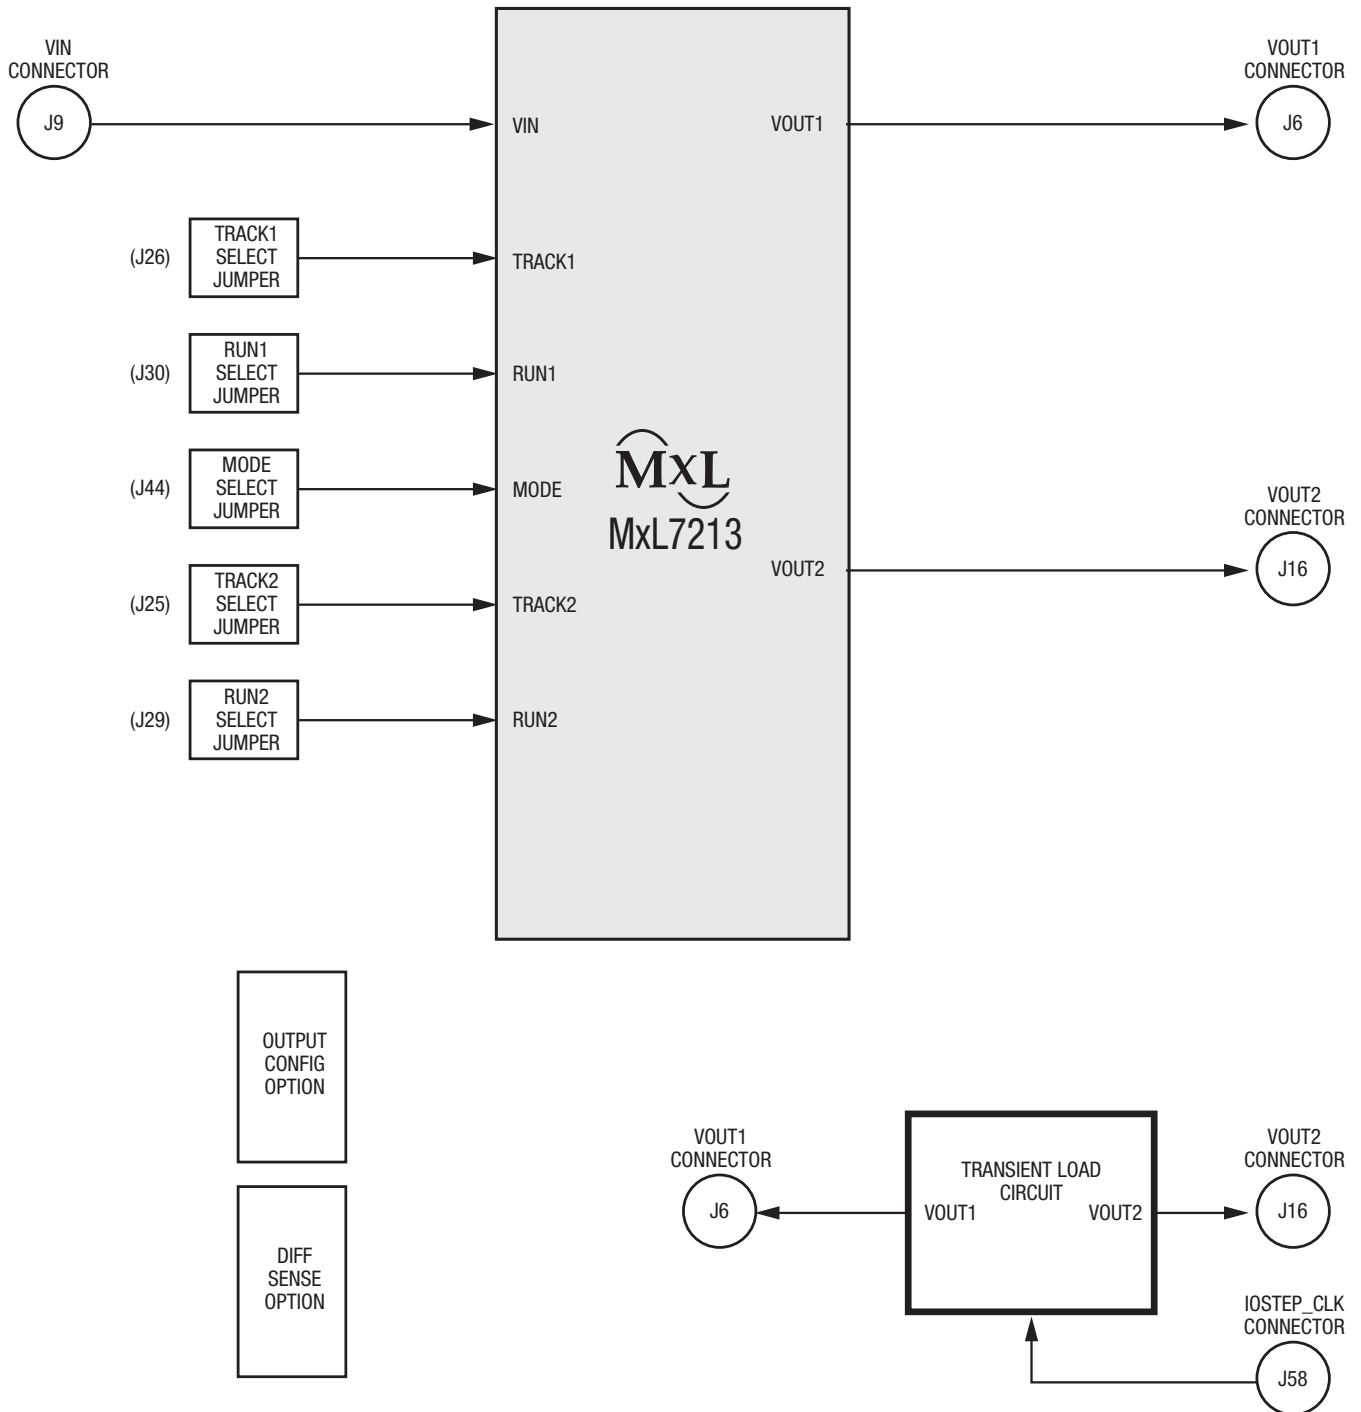 VIN
CONNECTOR
J9
VIN
VOUT1
VOUT1
CONNECTOR
J6
(J26)
TRACK1
SELECT
JUMPER
TRACK1
(J30)
RUN1
SELECT
JUMPER
RUN1
(J44)
MODE
SELECT
JUMPER
MODE
MxL
MxL7213
(J25)
TRACK2
SELECT
JUMPER
TRACK2
VOUT2
VOUT2
CONNECTOR
J16
(J29)
RUN2
SELECT
JUMPER
RUN2
OUTPUT
CONFIG
OPTION
DIFF
SENSE
OPTION
VOUT1
CONNECTOR
J6
TRANSIENT LOAD
CIRCUIT
VOUT1
VOUT2
VOUT2
CONNECTOR
J16
IOSTEP_CLK
CONNECTOR
J58